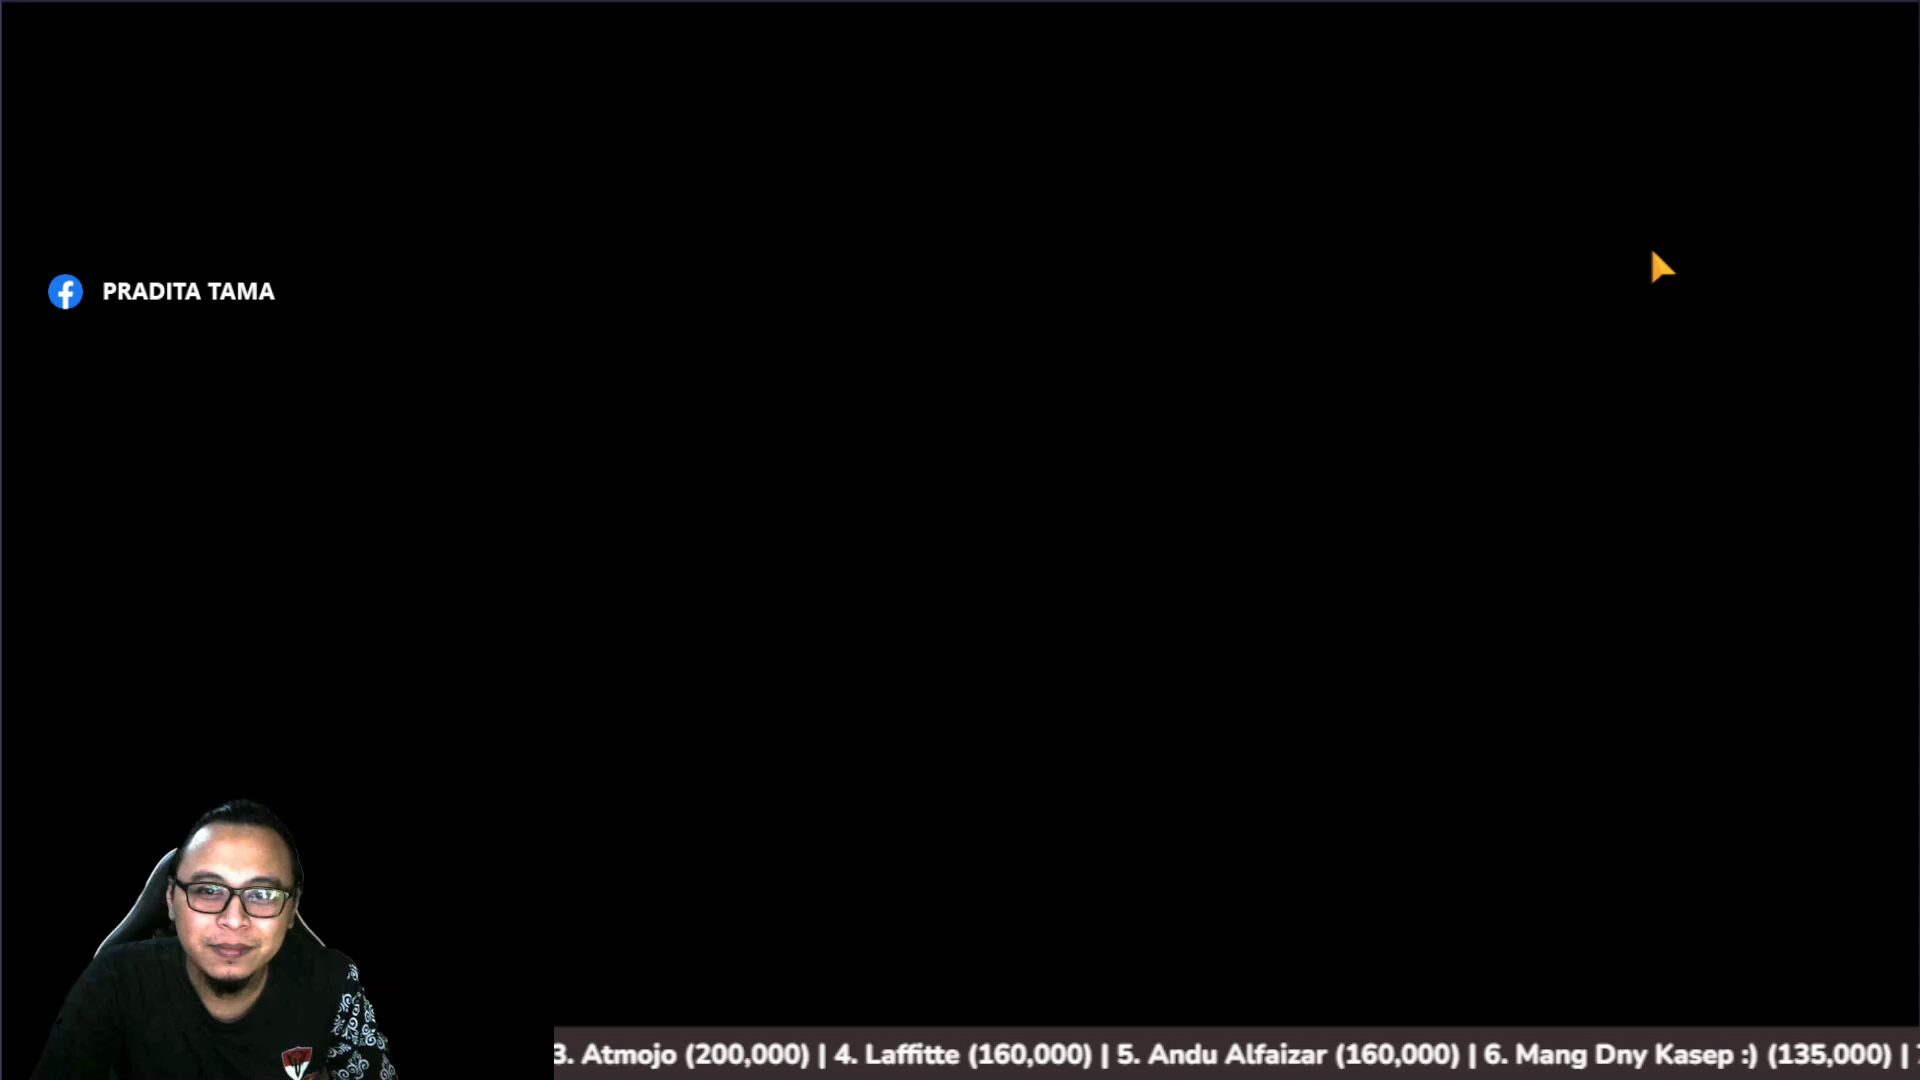 PRADITA TAMA
3. Atmojo (200,000) | 4. Laffitte (160,000) | 5. Andu Alfaizar (160,000) | 6. Mang Dny Kasep :) (135,000) |